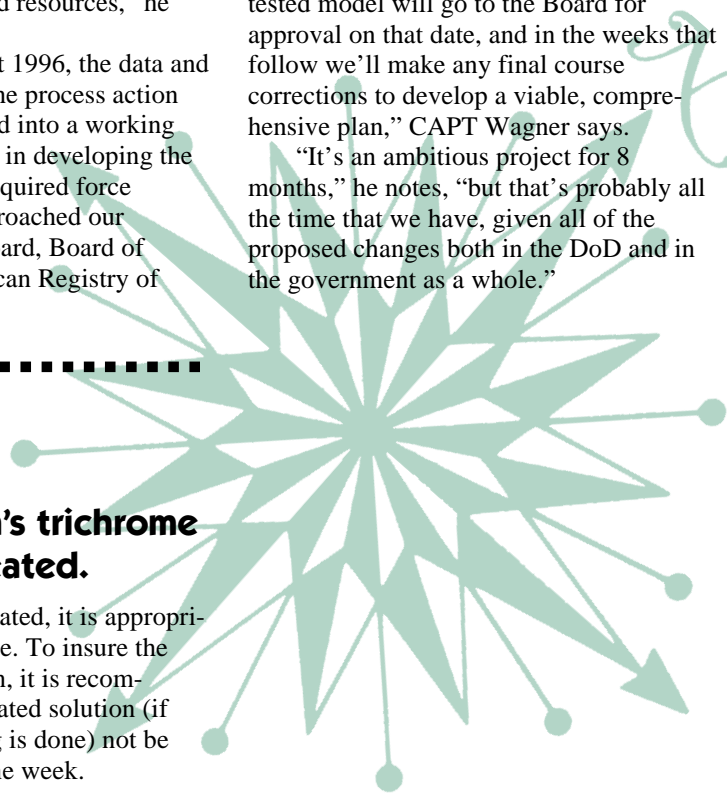 d resources,” he
t 1996, the data and
ne process action
d into a working
in developing the
quired force
roached our
ard, Board of
can Registry of
’s trichrome
ated.
ated, it is appropri-
e. To insure the
n, it is recom-
ated solution (if
g is done) not be
ne week.
tested model will go to the Board for
approval on that date, and in the weeks that
follow we’ll make any final course
corrections to develop a viable, compre-
hensive plan,” CAPT Wagner says.
“It’s an ambitious project for 8
months,” he notes, “but that’s probably all
the time that we have, given all of the
proposed changes both in the DoD and in
the government as a whole.”